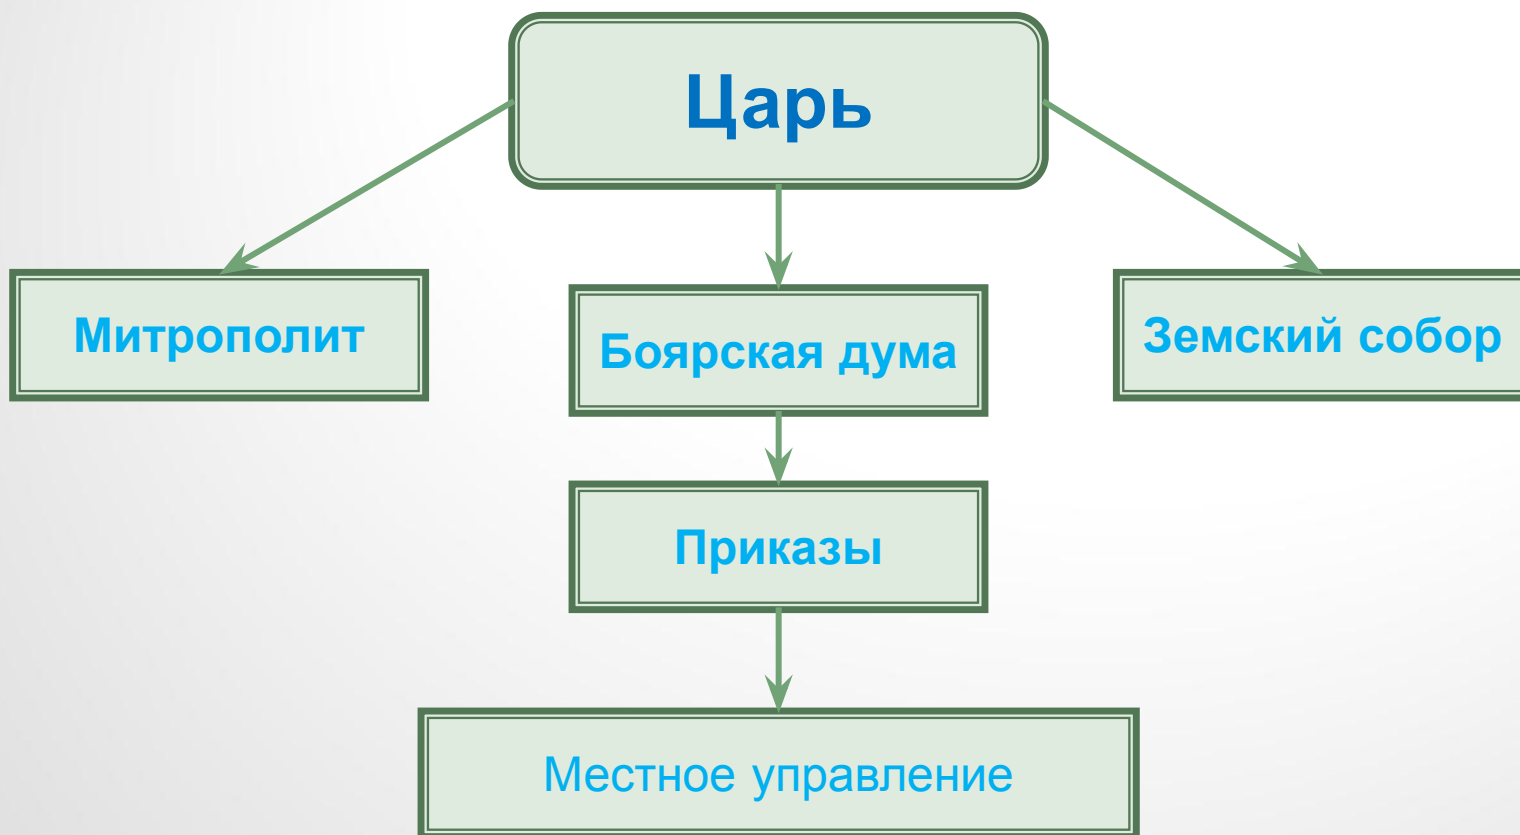 Царь
Митрополит
Боярская дума
Земский собор
Приказы
Местное управление